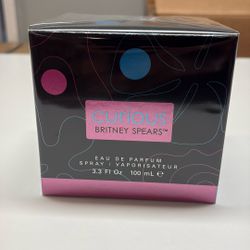 curious
BRITNEY SPEARS™
EAU DE PARFUM
SPRAY | VAPORISATEUR
3.3 Fl Oz 100 mL ℮